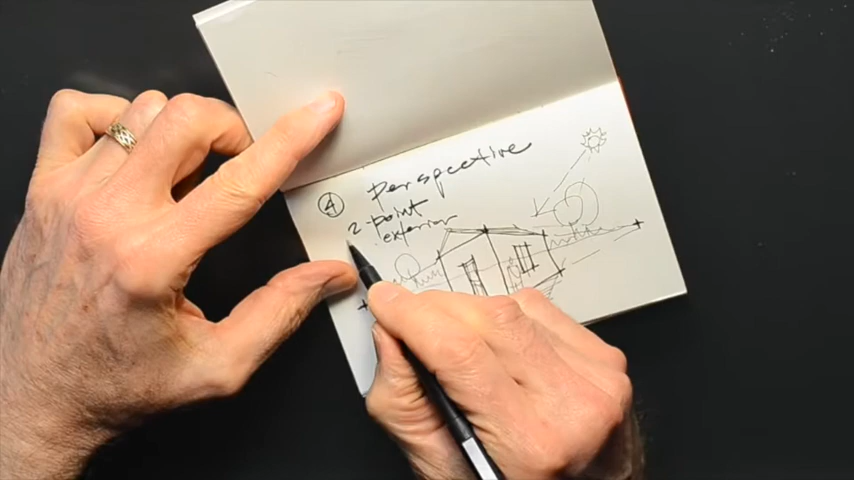 ④ Perspective
2-point
exterior